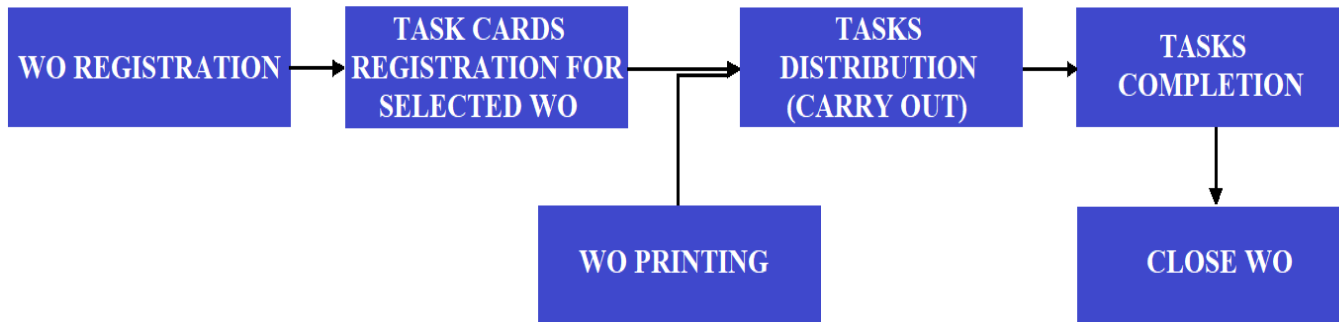 WO REGISTRATION
TASK CARDS
REGISTRATION FOR
SELECTED WO
TASKS
DISTRIBUTION
(CARRY OUT)
TASKS
COMPLETION
WO PRINTING
CLOSE WO